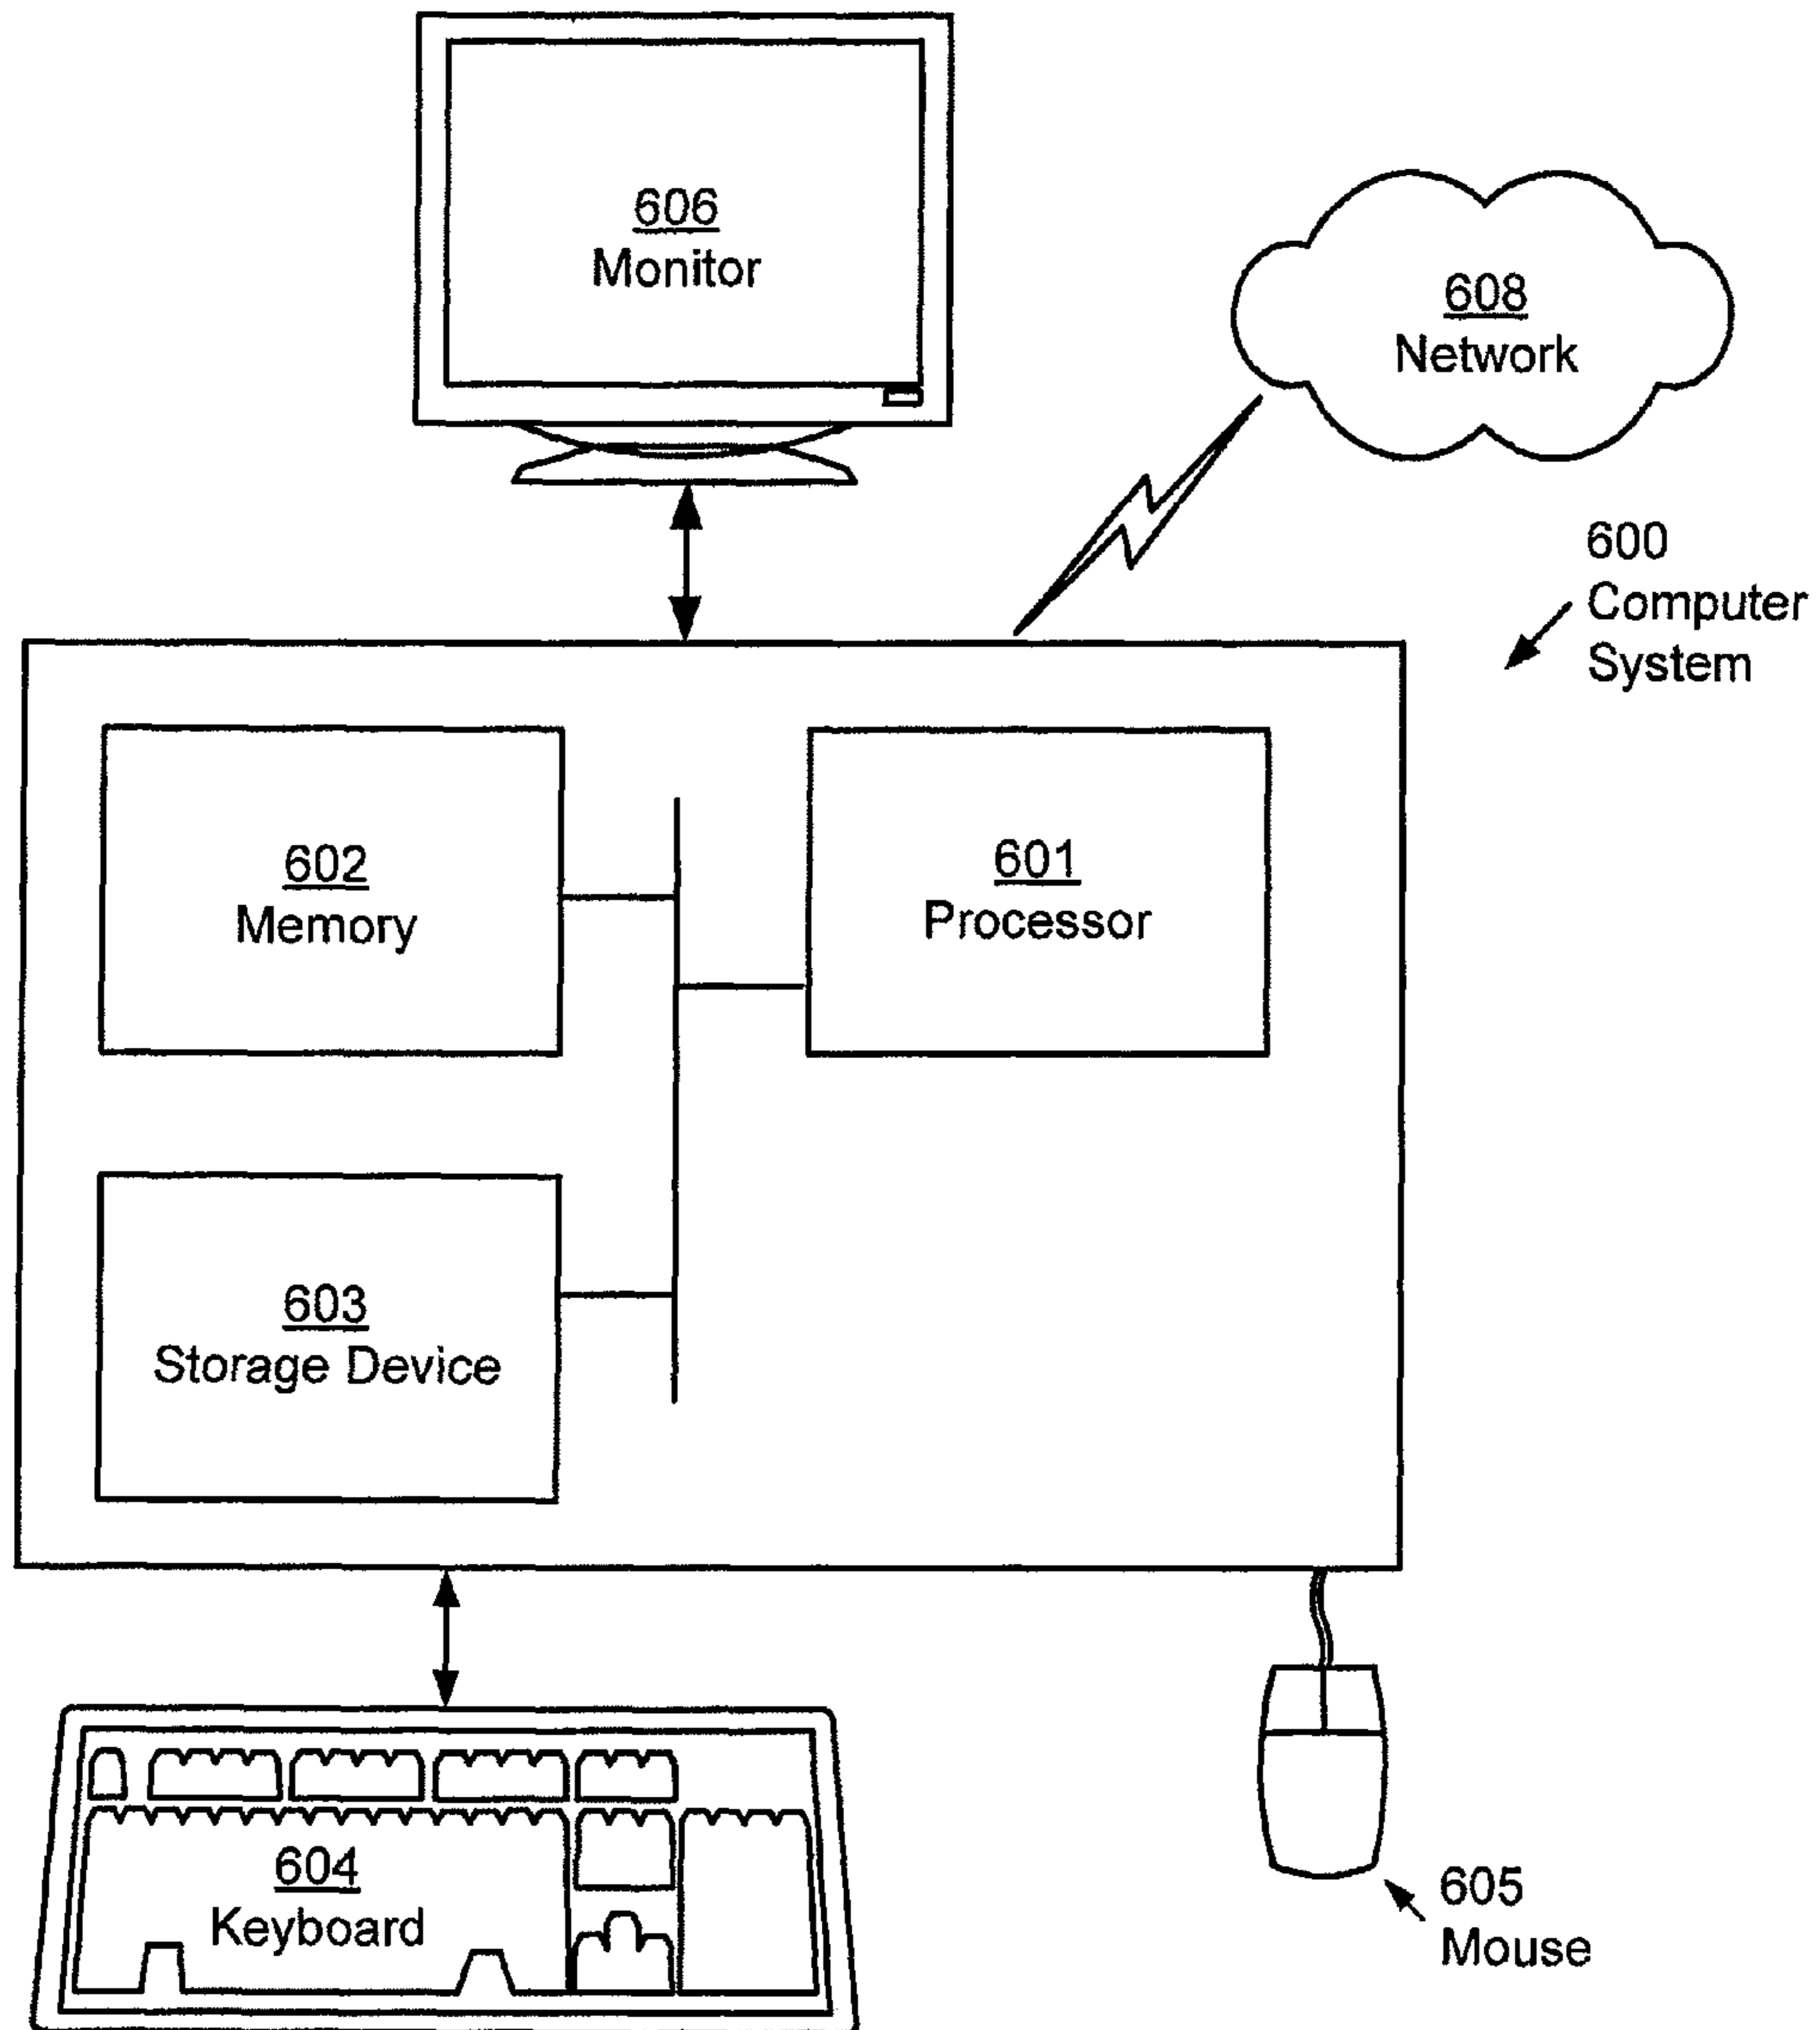 606
Monitor
608
Network
600
Computer
System
602
Memory
601
Processor
603
Storage Device
604
Keyboard
605
Mouse